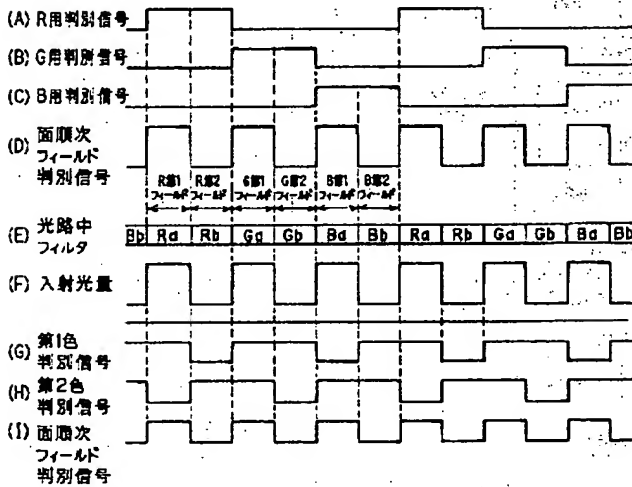 (A) R用判別信号
(B) G用判別信号
(C) B用判別信号
(D) 面順次
フィールド
判別信号
R第1 R第2 G第1 G第2 B第1 B第2
フィールド フィールド フィールド フィールド フィールド フィールド
(E) 光路中
フィルタ
Bb Ra Rb Ga Gb Ba Bb Ra Rb Ga Gb Ba Bb
(F) 入射光量
(G) 第1色
判別信号
(H) 第2色
判別信号
(I) 面順次
フィールド
判別信号